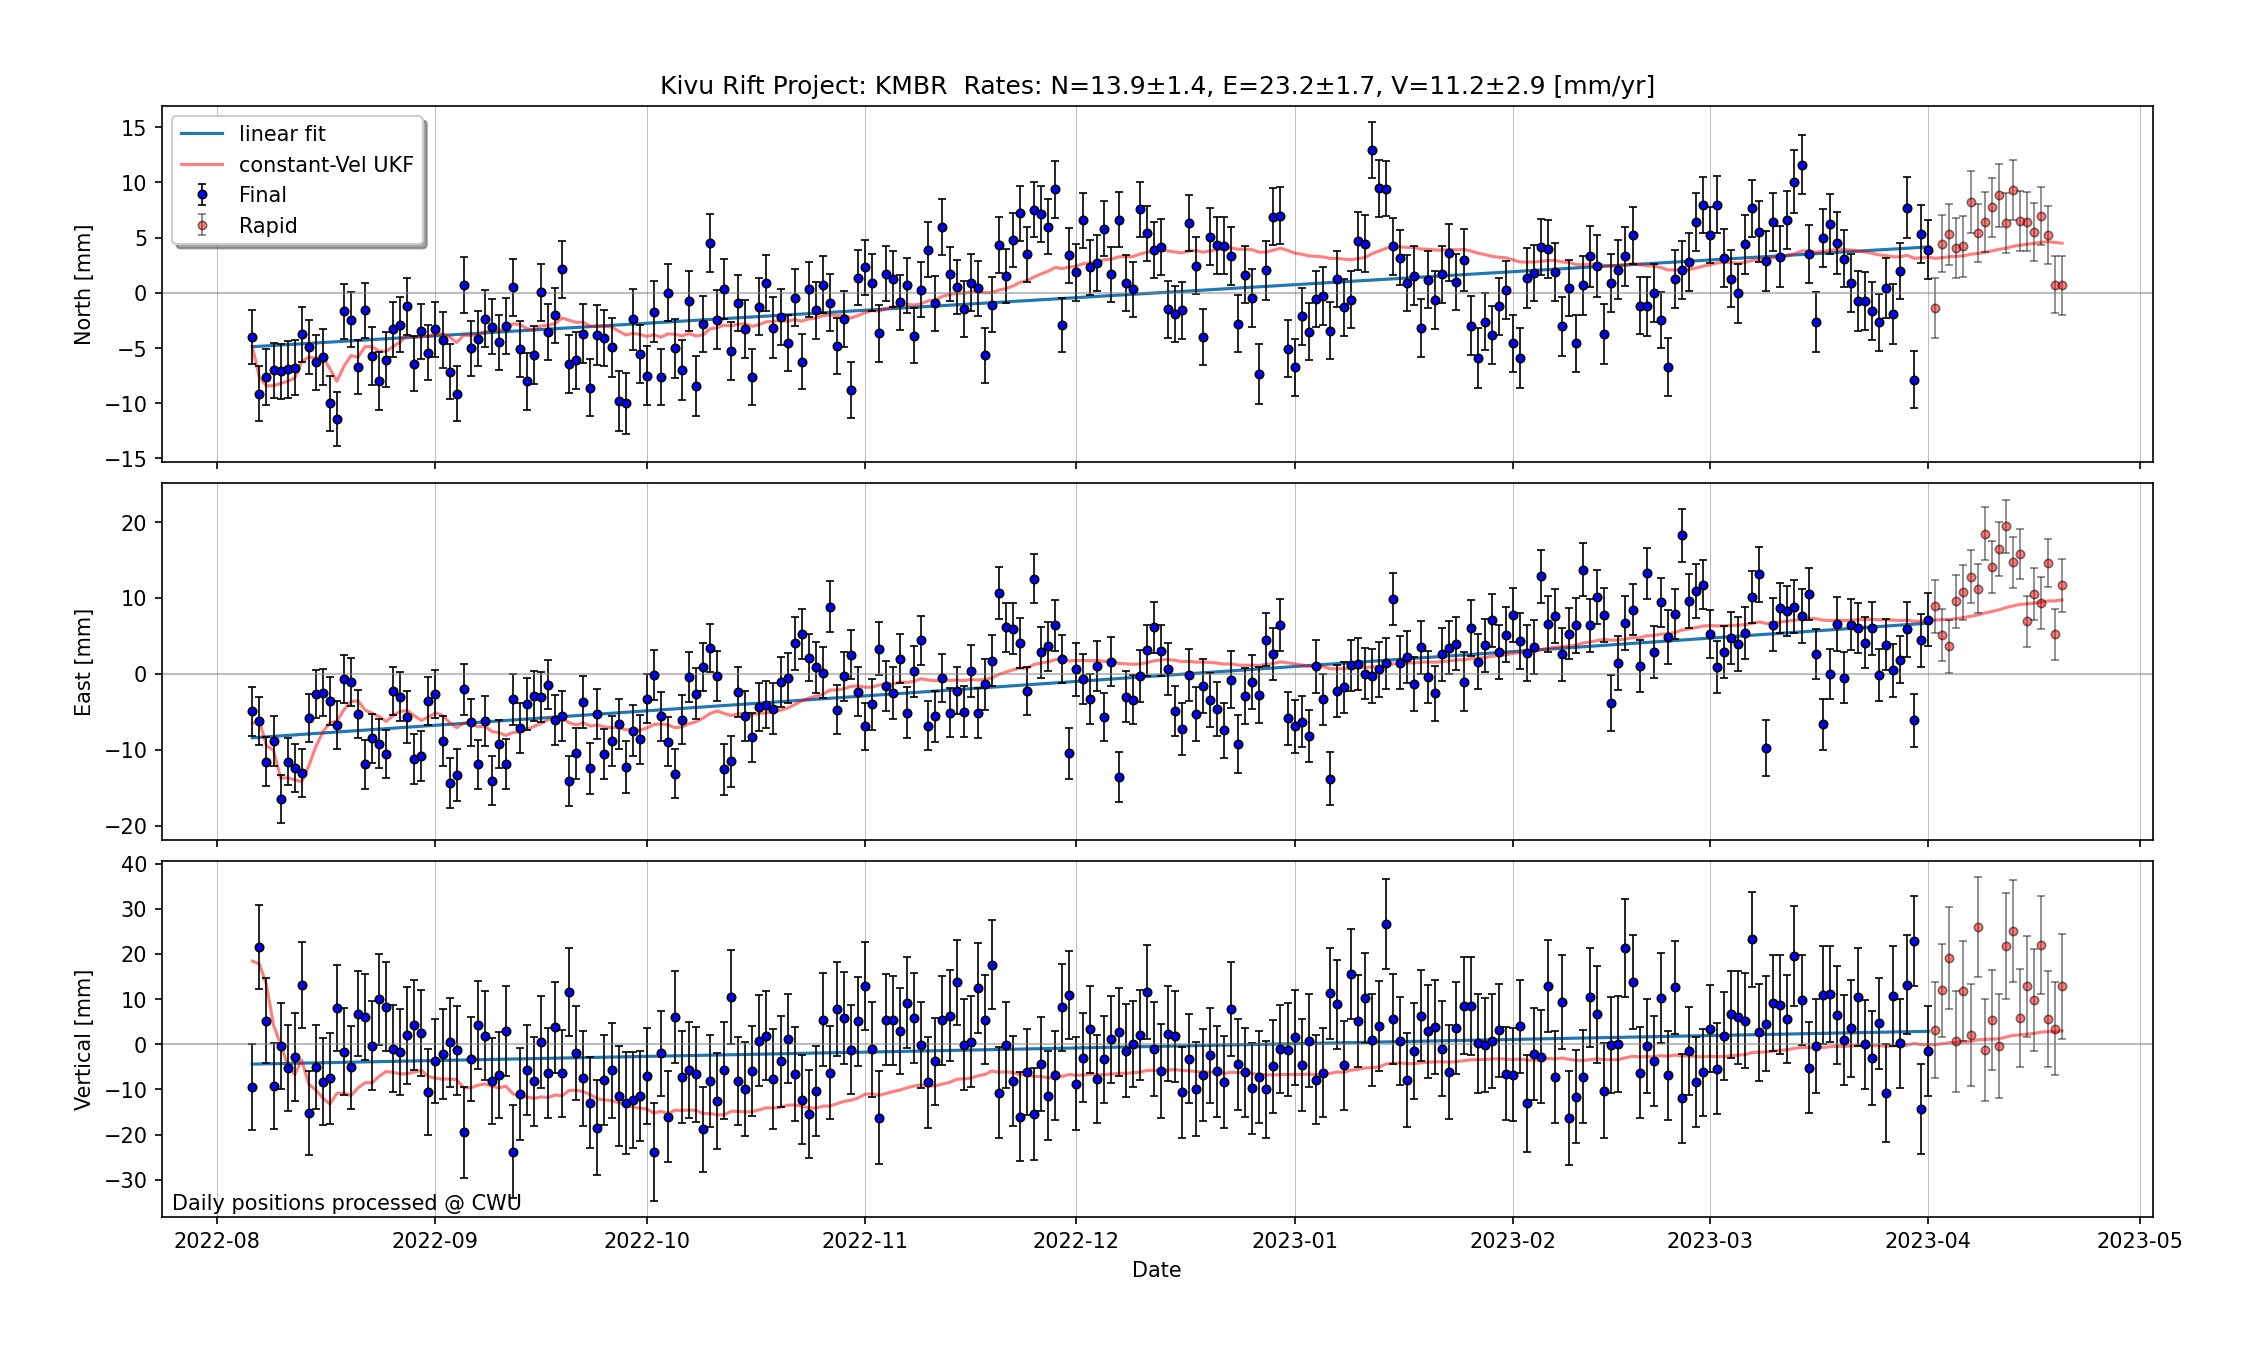 Kivu Rift Project: KMBR  Rates: N=13.9±1.4, E=23.2±1.7, V=11.2±2.9 [mm/yr]
linear fit
constant-Vel UKF
Final
Rapid
North [mm]
15
10
5
0
−5
−10
−15
East [mm]
20
10
0
−10
−20
Vertical [mm]
40
30
20
10
0
−10
−20
−30
Daily positions processed @ CWU
2022-08 2022-09 2022-10 2022-11 2022-12 2023-01 2023-02 2023-03 2023-04 2023-05
Date